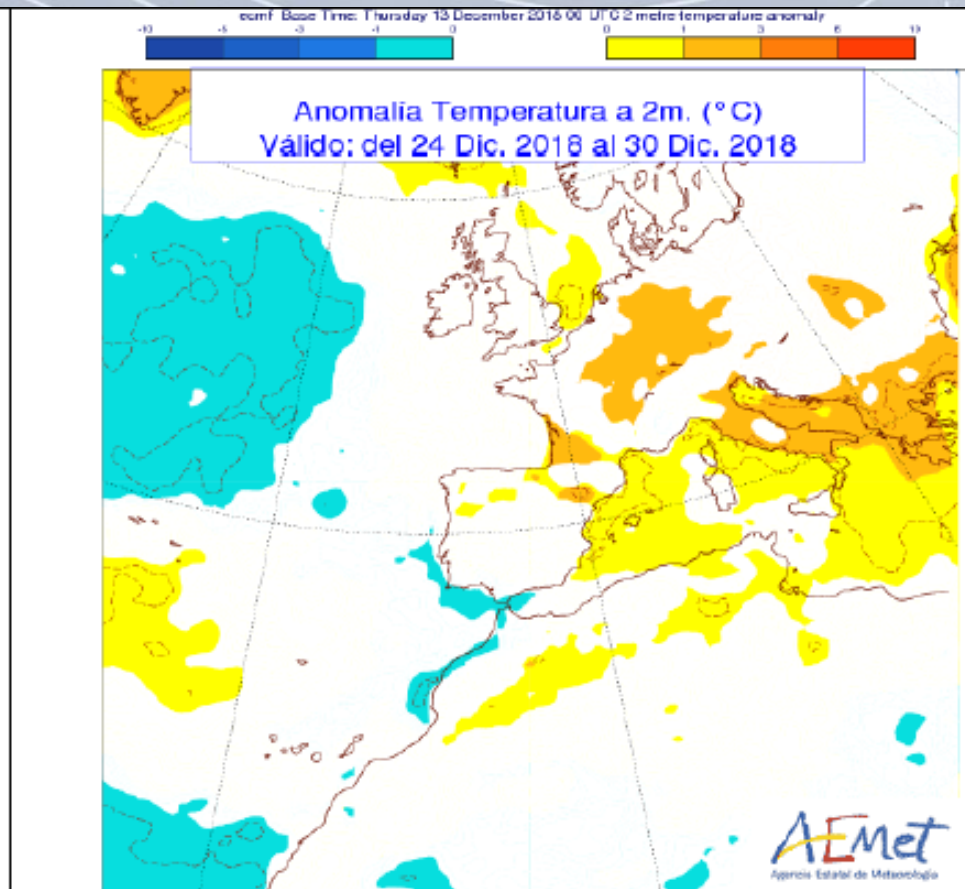 ecmf Base Time: Thursday 13 December 2018 00 UTC 2 metre temperature anomaly
-10 -6 -3 -1 0 0 1 3 6 10
Anomalía Temperatura a 2m. (°C)
Válido: del 24 Dic. 2018 al 30 Dic. 2018
AEMet
Agencia Estatal de Meteorología